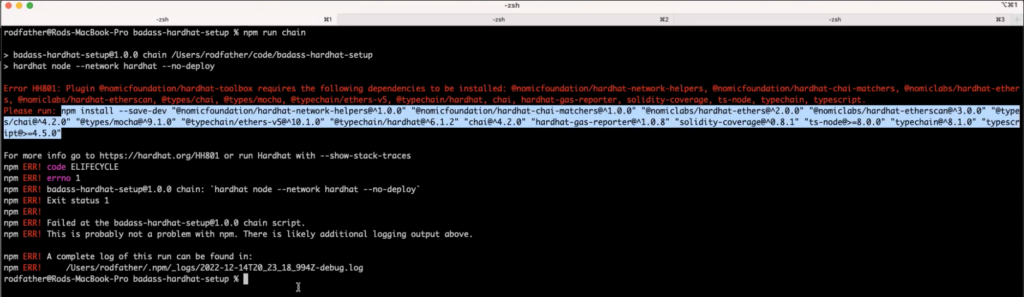 -zsh
⌥⌘1
-zsh ⌘1 -zsh ⌘2 -zsh ⌘3 +
rodfather@Rods-MacBook-Pro badass-hardhat-setup % npm run chain
> badass-hardhat-setup@1.0.0 chain /Users/rodfather/code/badass-hardhat-setup
> hardhat node --network hardhat --no-deploy
Error HH801: Plugin @nomicfoundation/hardhat-toolbox requires the following dependencies to be installed: @nomicfoundation/hardhat-network-helpers, @nomicfoundation/hardhat-chai-matchers, @nomiclabs/hardhat-ether
s, @nomiclabs/hardhat-etherscan, @types/chai, @types/mocha, @typechain/ethers-v5, @typechain/hardhat, chai, hardhat-gas-reporter, solidity-coverage, ts-node, typechain, typescript.
Please run: npm install --save-dev "@nomicfoundation/hardhat-network-helpers@^1.0.0" "@nomicfoundation/hardhat-chai-matchers@^1.0.0" "@nomiclabs/hardhat-ethers@^2.0.0" "@nomiclabs/hardhat-etherscan@^3.0.0" "@type
s/chai@^4.2.0" "@types/mocha@^9.1.0" "@typechain/ethers-v5@^10.1.0" "@typechain/hardhat@^6.1.2" "chai@^4.2.0" "hardhat-gas-reporter@^1.0.8" "solidity-coverage@^0.8.1" "ts-node@>=8.0.0" "typechain@^8.1.0" "typescr
ipt@>=4.5.0"
For more info go to https://hardhat.org/HH801 or run Hardhat with --show-stack-traces
npm ERR! code ELIFECYCLE
npm ERR! errno 1
npm ERR! badass-hardhat-setup@1.0.0 chain: `hardhat node --network hardhat --no-deploy`
npm ERR! Exit status 1
npm ERR!
npm ERR! Failed at the badass-hardhat-setup@1.0.0 chain script.
npm ERR! This is probably not a problem with npm. There is likely additional logging output above.
npm ERR! A complete log of this run can be found in:
npm ERR!     /Users/rodfather/.npm/_logs/2022-12-14T20_23_18_994Z-debug.log
rodfather@Rods-MacBook-Pro badass-hardhat-setup %